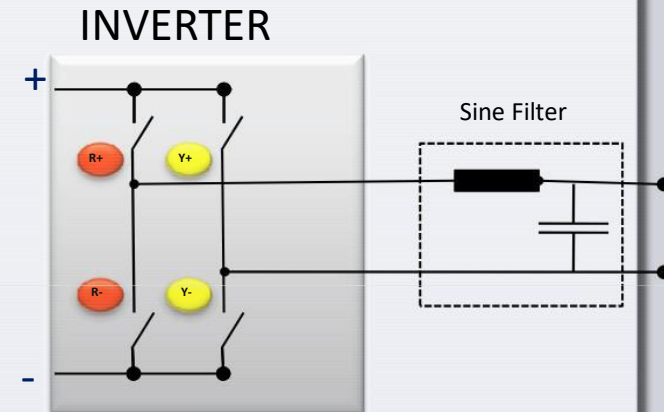 INVERTER
+
Sine Filter
R+
Y+
R-
Y-
-